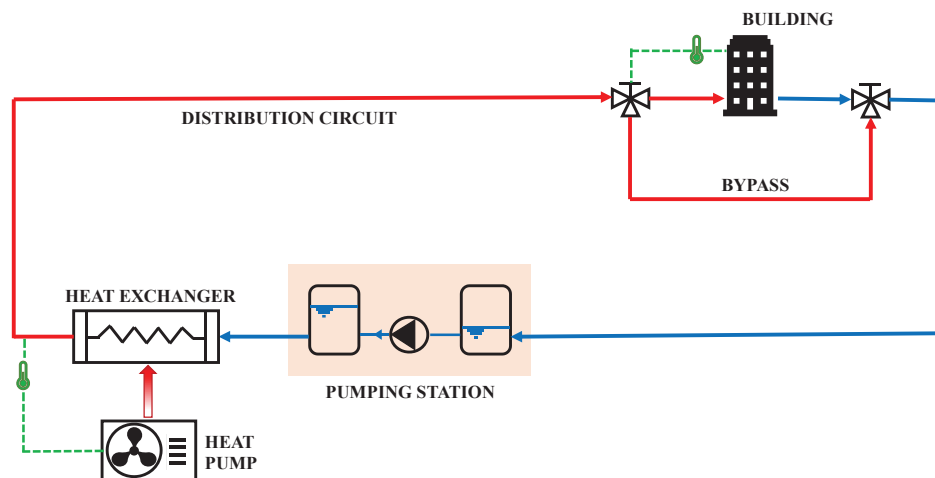 BUILDING
DISTRIBUTION CIRCUIT
BYPASS
HEAT EXCHANGER
PUMPING STATION
HEAT
PUMP